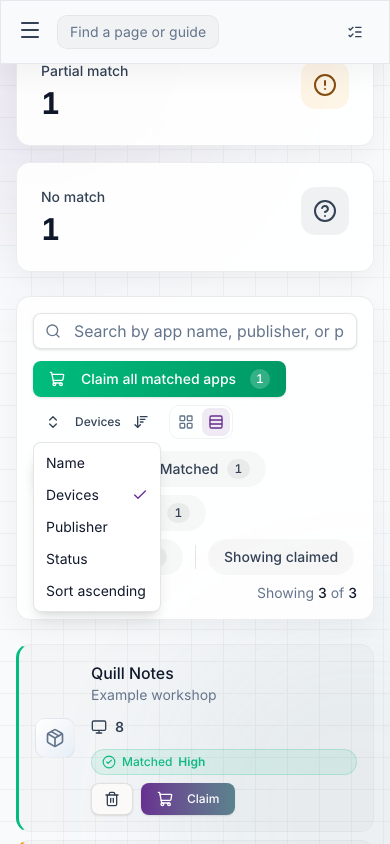 Find a page or guide
Partial match
1
No match
1
Search by app name, publisher, or p
Claim all matched apps 1
Devices
Name
Devices
Publisher
Status
Sort ascending
Matched 1
1
Showing claimed
Showing 3 of 3
Quill Notes
Example workshop
8
Matched High
Claim